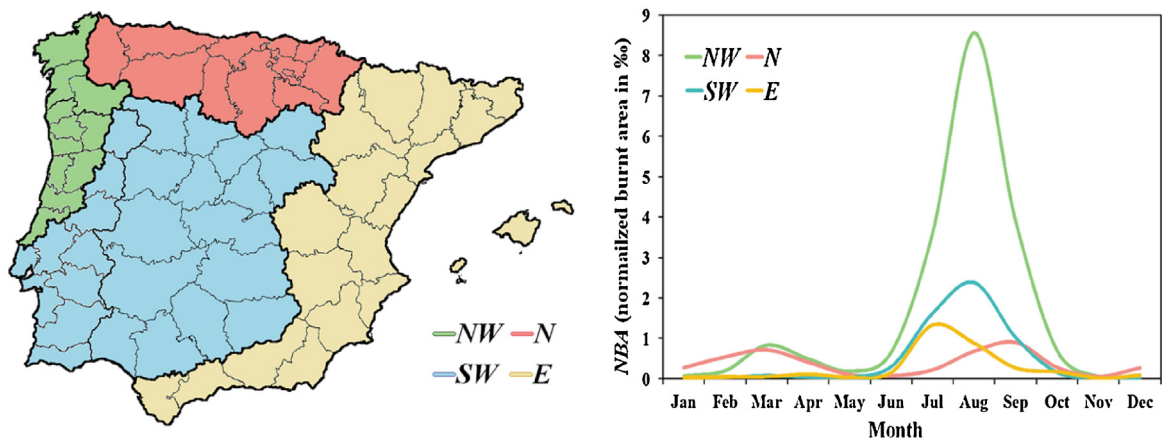 NW N
SW E
NBA (normailzed burnt area in ‰)
9
8
7
6
5
4
3
2
1
0
NW N
SW E
Jan Feb Mar Apr May Jun Jul Aug Sep Oct Nov Dec
Month